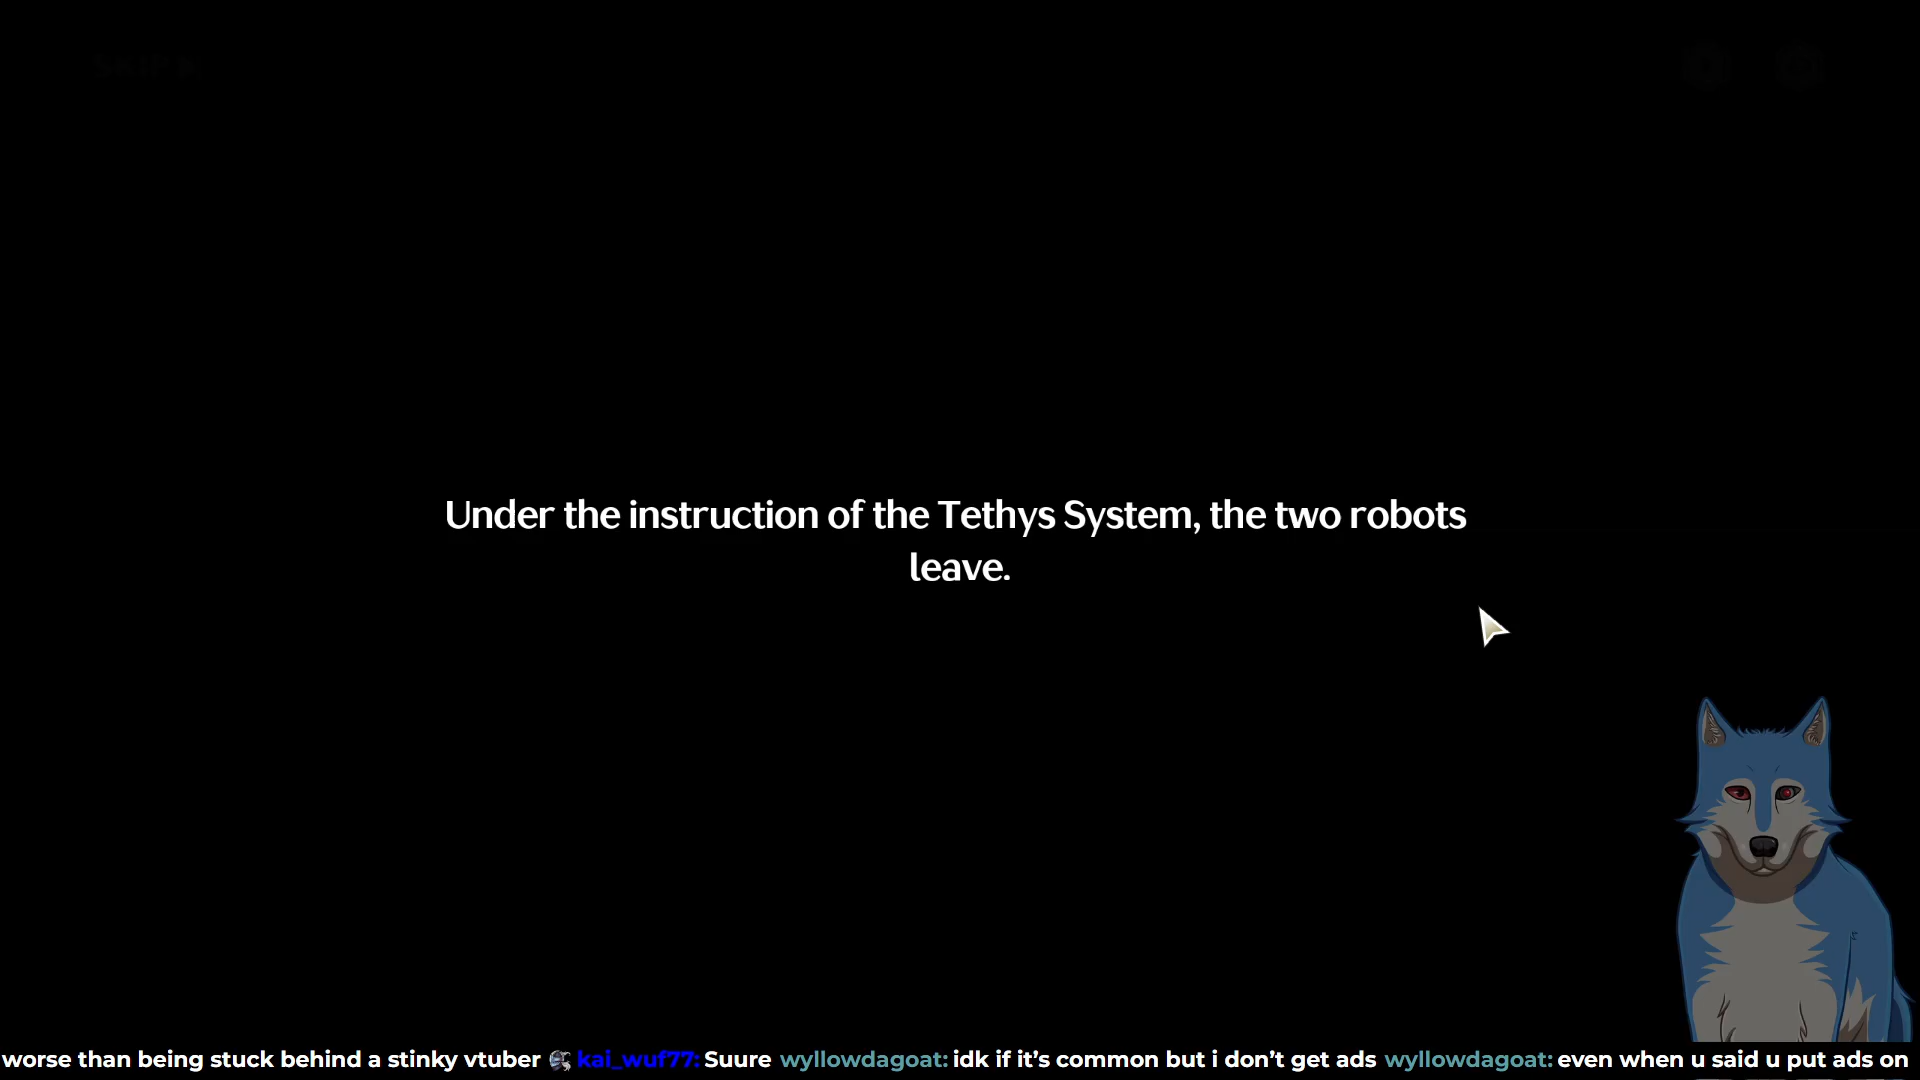 SKIP
Under the instruction of the Tethys System, the two robots
leave.
worse than being stuck behind a stinky vtuber kai_wuf77: Suure wyllowdagoat: idk if it’s common but i don’t get ads wyllowdagoat: even when u said u put ads on